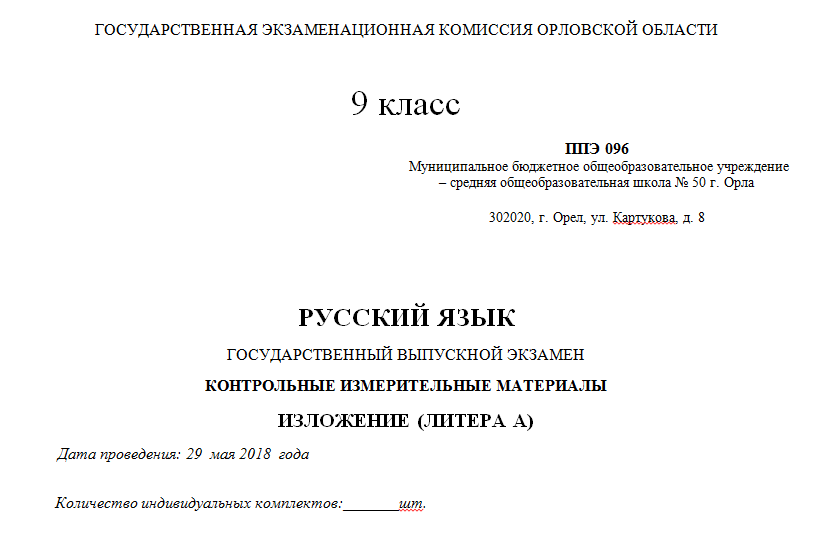 ГОСУДАРСТВЕННАЯ ЭКЗАМЕНАЦИОННАЯ КОМИССИЯ ОРЛОВСКОЙ ОБЛАСТИ
9 класс
ППЭ 096
Муниципальное бюджетное общеобразовательное учреждение
– средняя общеобразовательная школа № 50 г. Орла
302020, г. Орел, ул. Картукова, д. 8
РУССКИЙ ЯЗЫК
ГОСУДАРСТВЕННЫЙ ВЫПУСКНОЙ ЭКЗАМЕН
КОНТРОЛЬНЫЕ ИЗМЕРИТЕЛЬНЫЕ МАТЕРИАЛЫ
ИЗЛОЖЕНИЕ (ЛИТЕРА А)
Дата проведения: 29 мая 2018 года
Количество индивидуальных комплектов:_______шт.